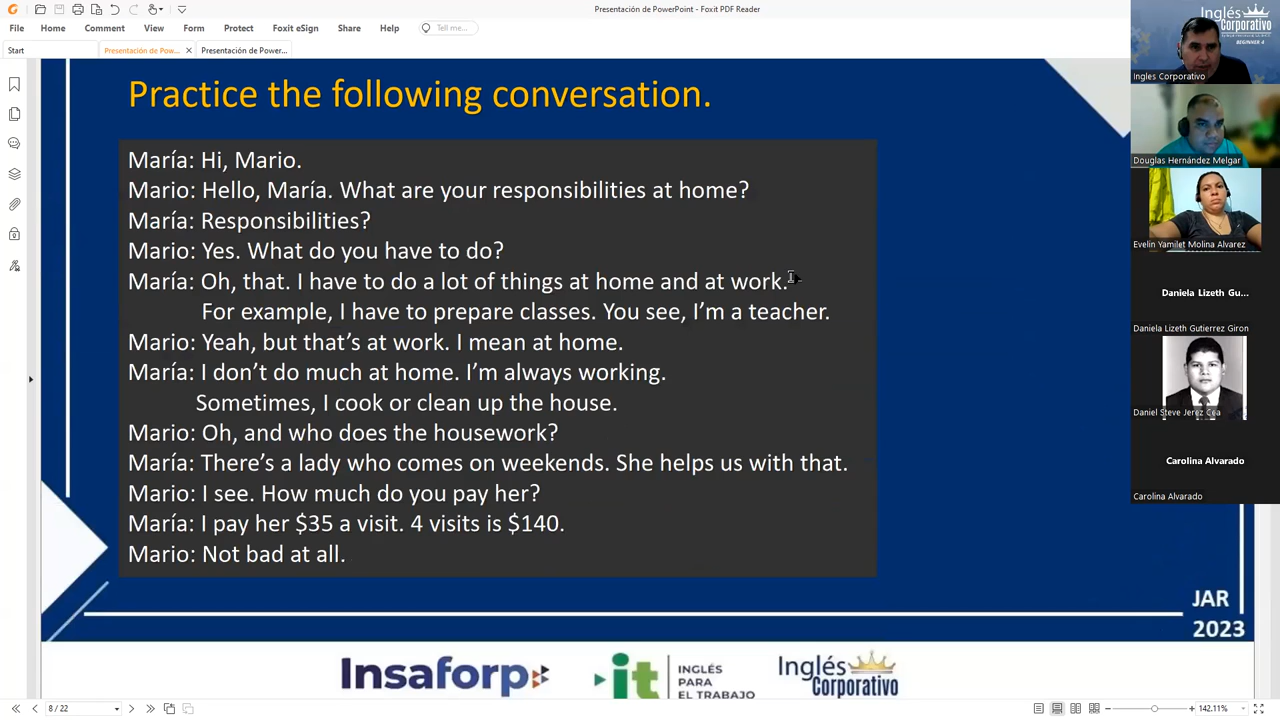 Presentación de PowerPoint - Foxit PDF Reader
File Home Comment View Form Protect Foxit eSign Share Help Tell me...
Start Presentación de Pow... × Presentación de Power...
Practice the following conversation.
María: Hi, Mario.
Mario: Hello, María. What are your responsibilities at home?
María: Responsibilities?
Mario: Yes. What do you have to do?
María: Oh, that. I have to do a lot of things at home and at work.
For example, I have to prepare classes. You see, I'm a teacher.
Mario: Yeah, but that's at work. I mean at home.
María: I don't do much at home. I'm always working.
Sometimes, I cook or clean up the house.
Mario: Oh, and who does the housework?
María: There's a lady who comes on weekends. She helps us with that.
Mario: I see. How much do you pay her?
María: I pay her $35 a visit. 4 visits is $140.
Mario: Not bad at all.
JAR
2023
Insaforp
it
INGLÉS
PARA
EL TRABAJO
Inglés
Corporativo
8 / 22
142.11%
Inglés
Corporativo
BEGINNER 4
Ingles Corporativo
Douglas Hernández Melgar
Evelin Yamilet Molina Alvarez
Daniela Lizeth Gu...
Daniela Lizeth Gutierrez Giron
Daniel Steve Jerez Cea
Carolina Alvarado
Carolina Alvarado